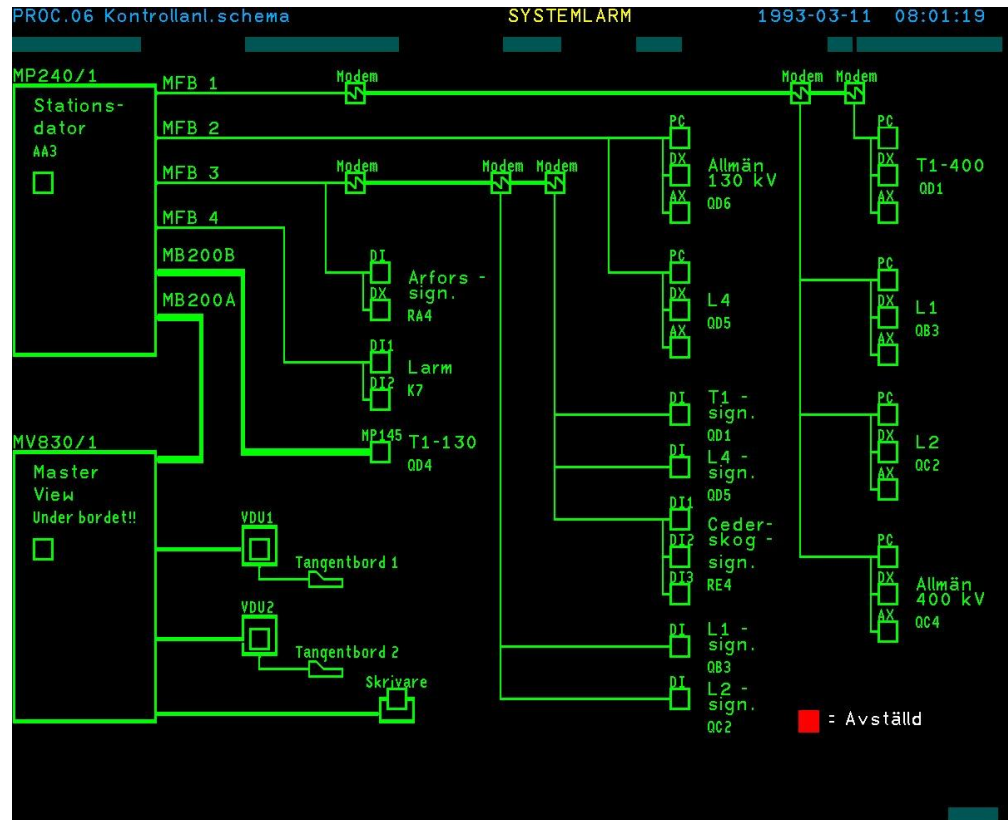 PROC.06 Kontrollanl.schema
SYSTEMLARM
1993-03-11 08:01:19
MP240/1
Stations-
dator
AA3
MFB 1
MFB 2
MFB 3
MFB 4
MB200B
MB200A
Modem
Modem
Modem
Modem
Modem
Modem
DI
DX
Arfors -
sign.
RA4
DI1
DI2
Larm
K7
MP145
T1-130
QD4
PC
DX
AX
Allmän
130 kV
QD6
PC
DX
AX
L4
QD5
DI
T1 -
sign.
QD1
DI
L4 -
sign.
QD5
DI1
DI2
DI3
Ceder-
skog -
sign.
RE4
DI
L1 -
sign.
QB3
DI
L2 -
sign.
QC2
PC
DX
AX
T1-400
QD1
PC
DX
AX
L1
QB3
PC
DX
AX
L2
QC2
PC
DX
AX
Allmän
400 kV
QC4
MV830/1
Master
View
Under bordet!!
VDU1
Tangentbord 1
VDU2
Tangentbord 2
Skrivare
= Avställd